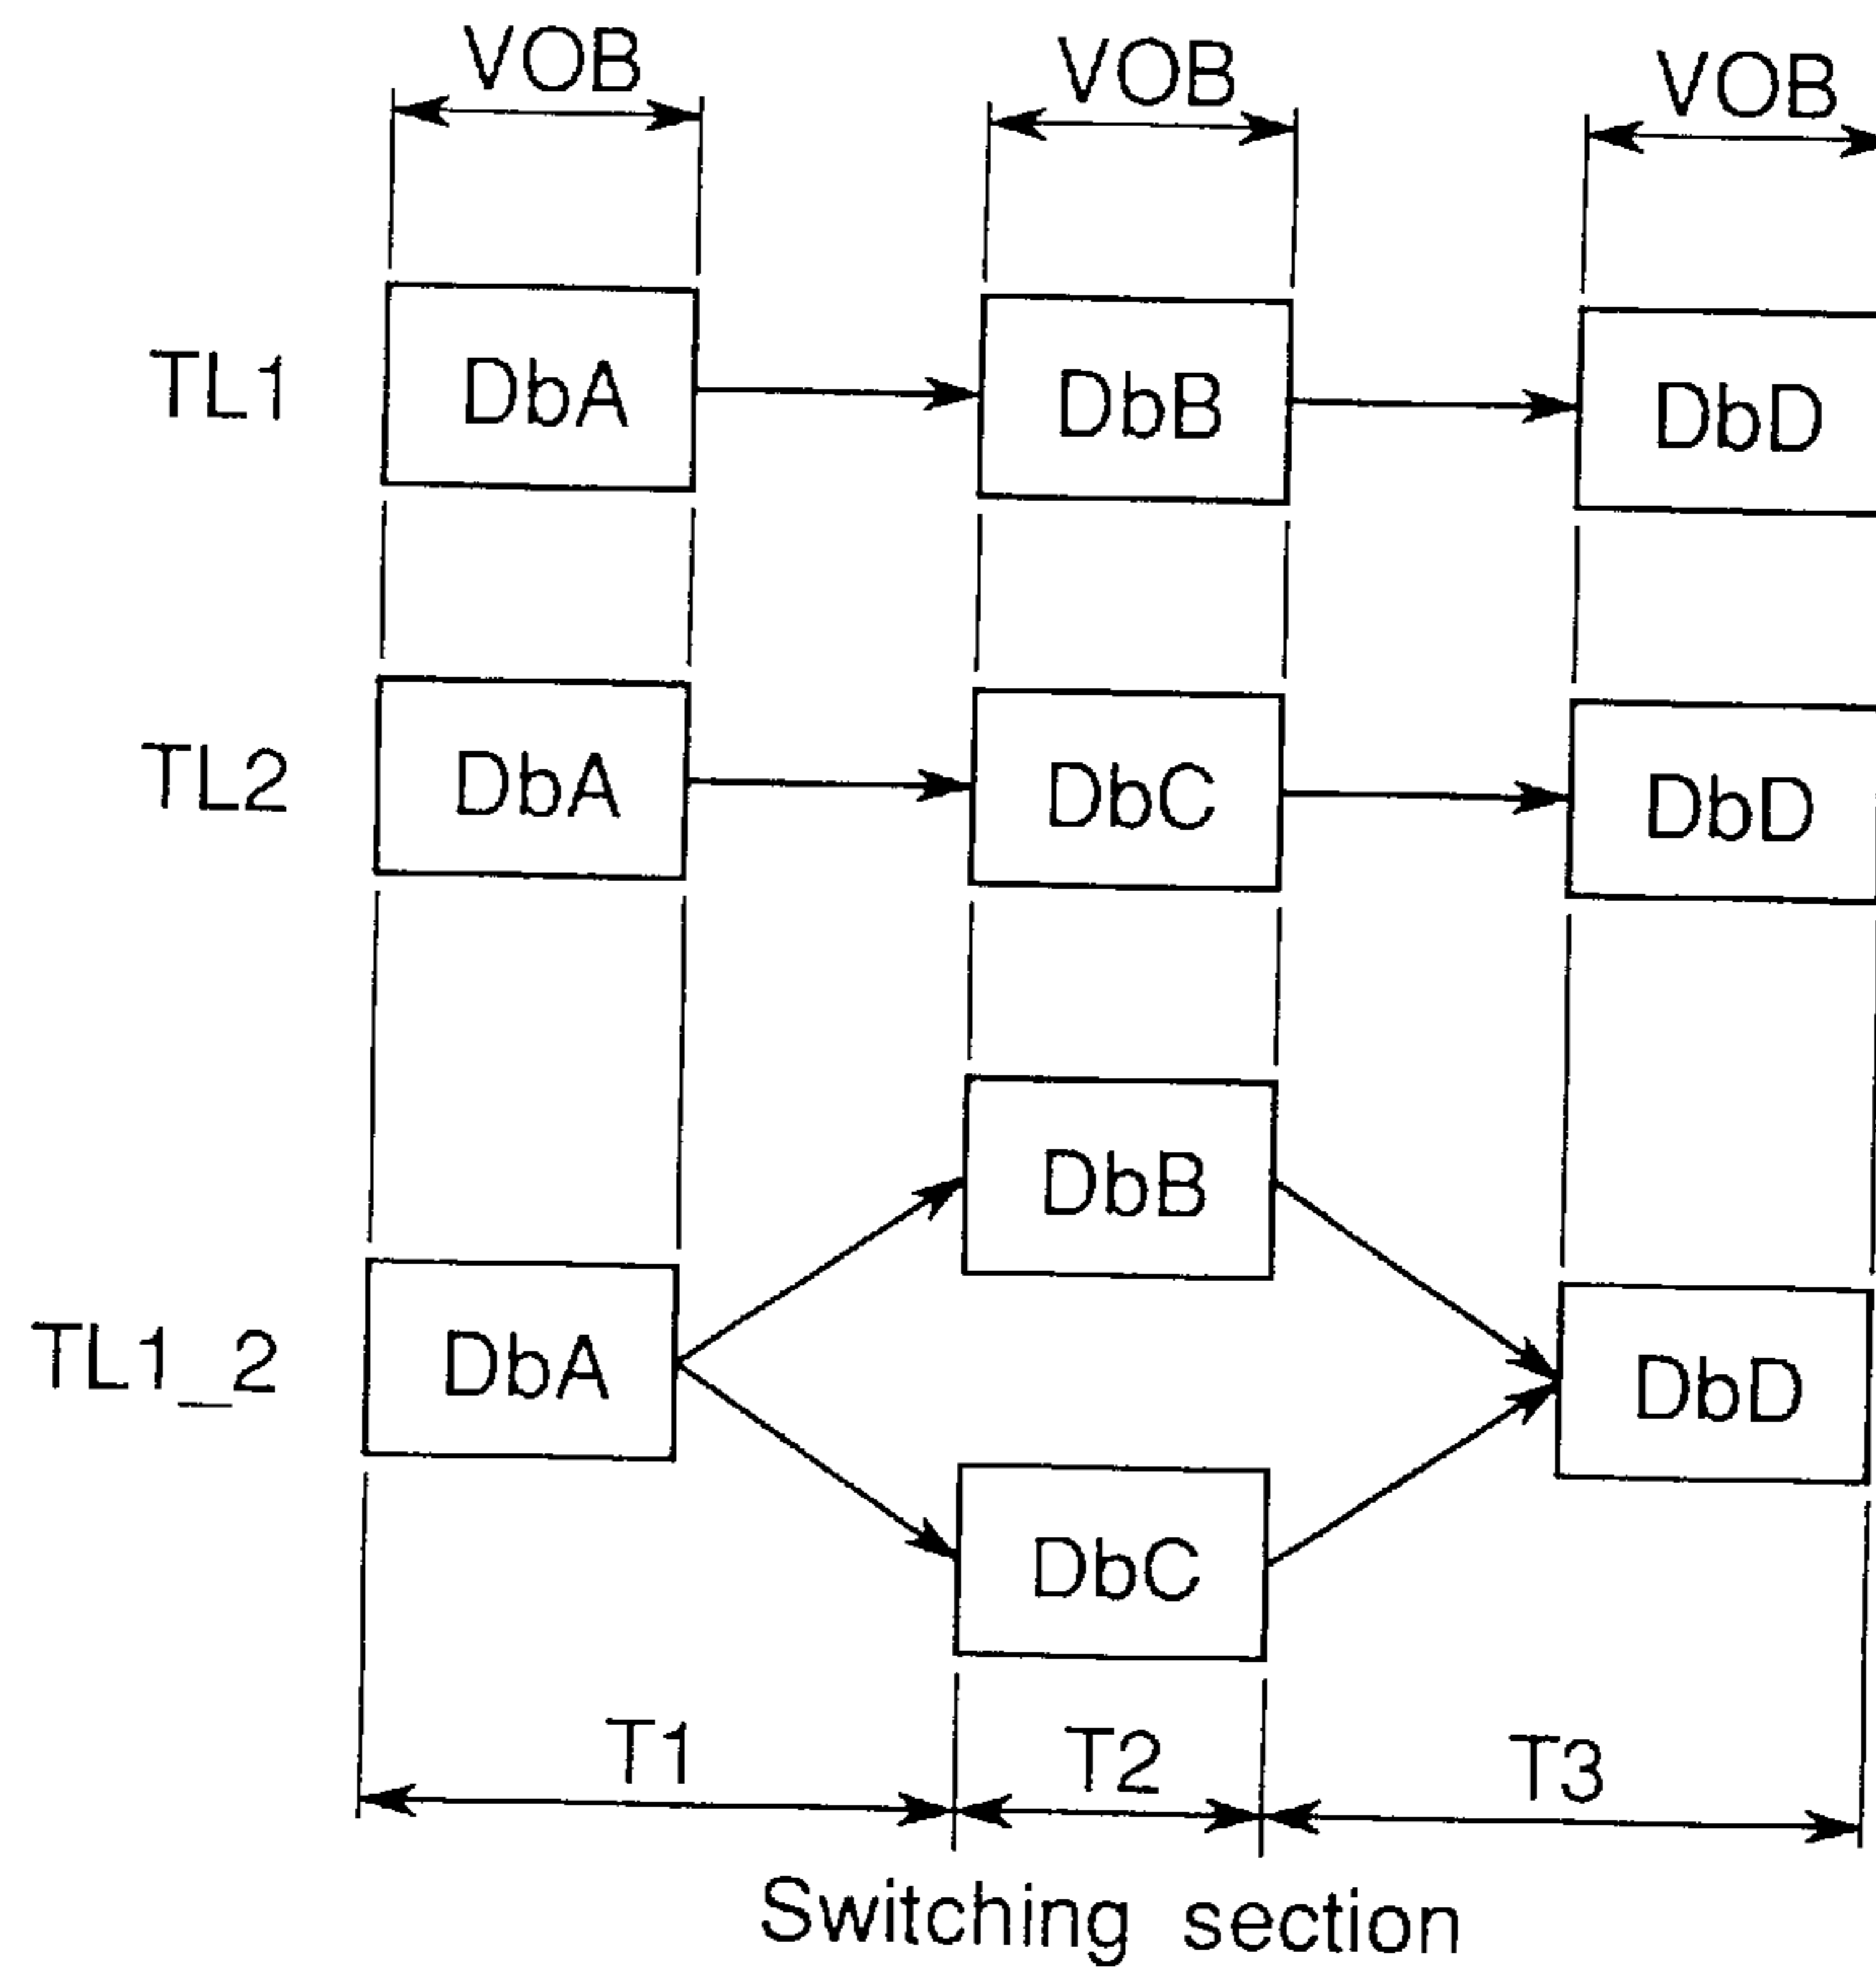 VOB VOB VOB
TL1 DbA DbB DbD
TL2 DbA DbC DbD
DbB
TL1_2 DbA DbD
DbC
T1 T2 T3
Switching section